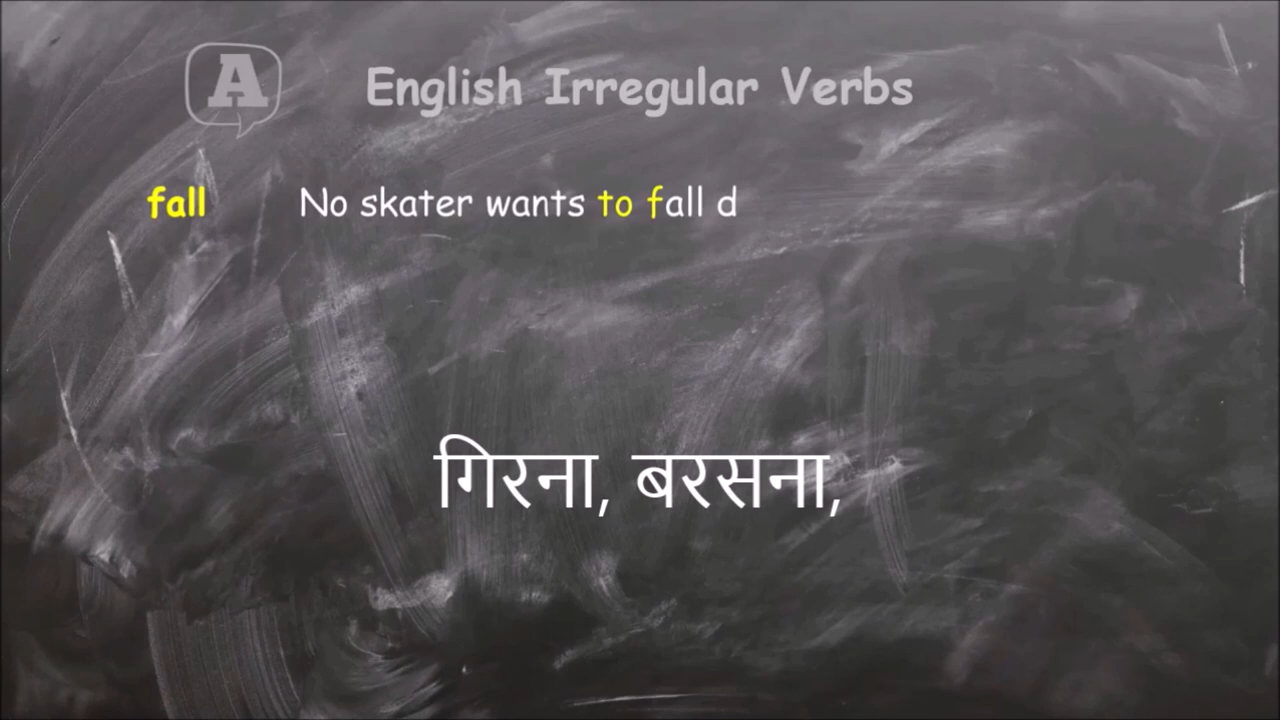 A English Irregular Verbs
fall No skater wants to fall d
गिरना, बरसना,